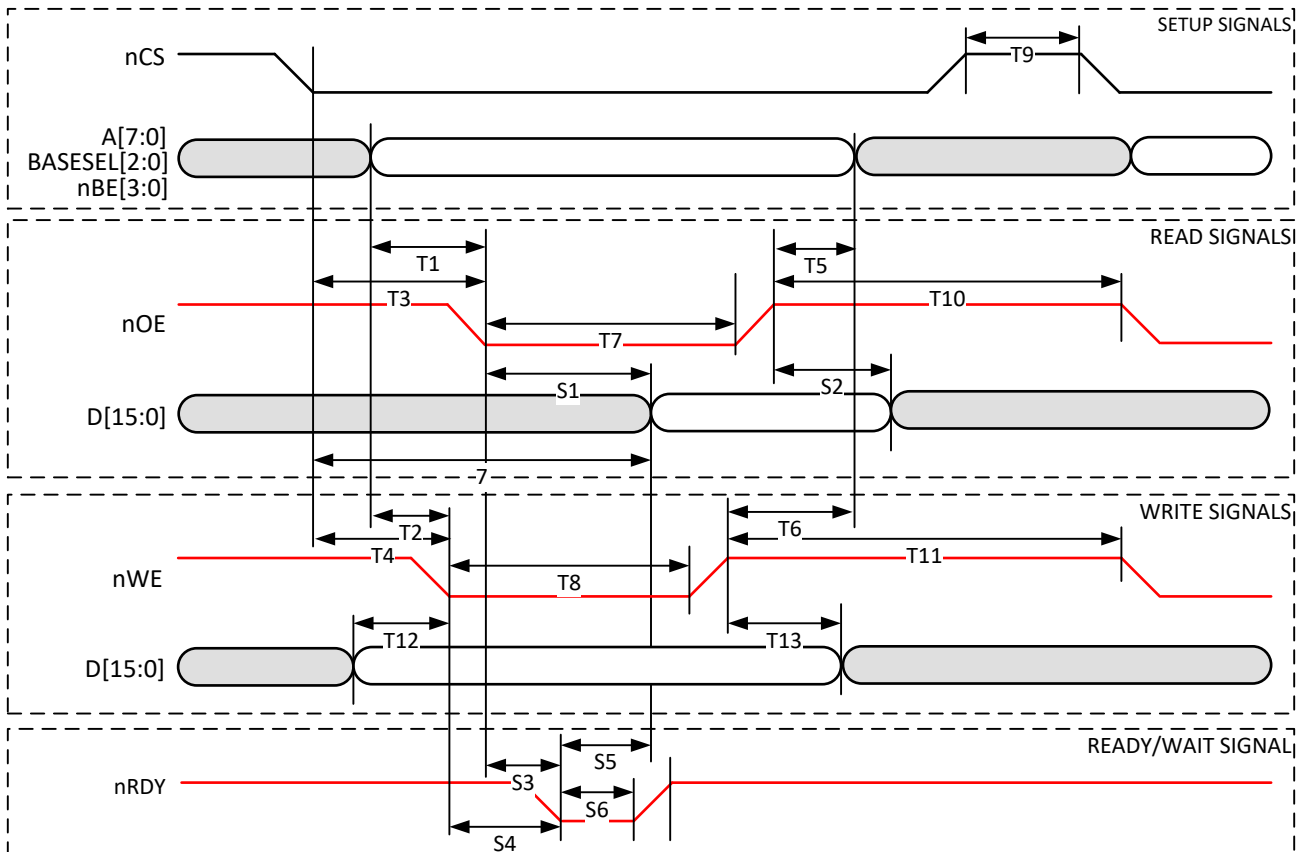 SETUP SIGNALS
nCS
T9
A[7:0]
BASESEL[2:0]
nBE[3:0]
READ SIGNALS
T1
T5
T3
T10
nOE
T7
S1
S2
D[15:0]
7
WRITE SIGNALS
T2
T6
T4
T11
nWE
T8
T12
T13
D[15:0]
READY/WAIT SIGNAL
S5
nRDY
S3
S6
S4